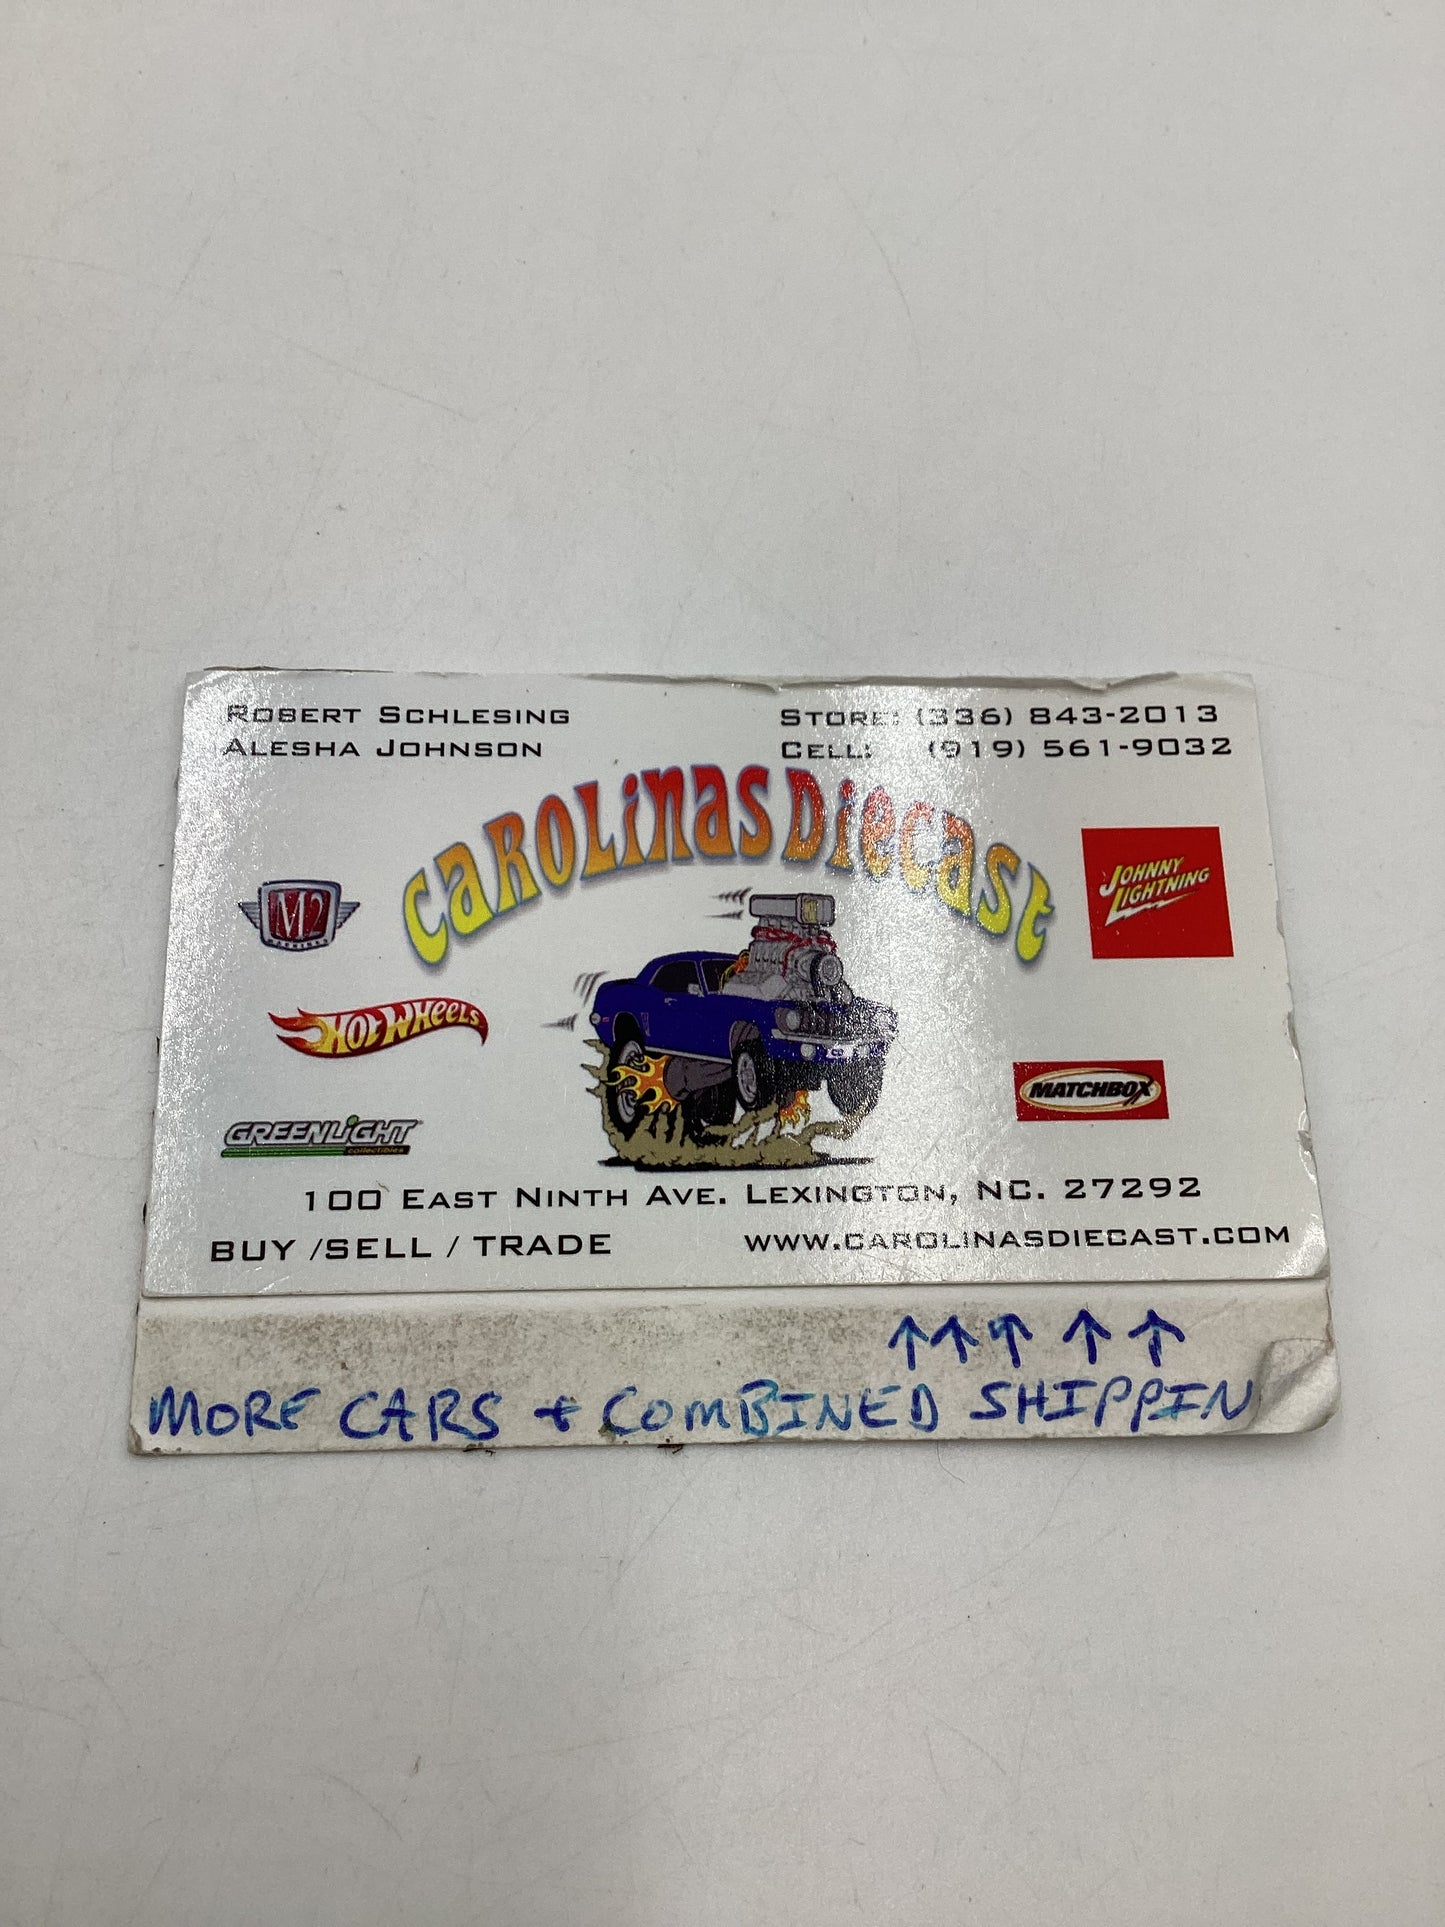 ROBERT SCHLESING
ALESHA JOHNSON
STORE: (336) 843-2013
CELL: (919) 561-9032
CAROLINAS DIECAST
M2
MACHINES
JOHNNY
LIGHTNING
HOT WHEELS
MATCHBOX
GREENLIGHT
collectibles
100 EAST NINTH AVE. LEXINGTON, NC. 27292
BUY /SELL / TRADE
WWW.CAROLINASDIECAST.COM
↑ ↑ ↑ ↑ ↑
MORE CARS + COMBINED SHIPPIN